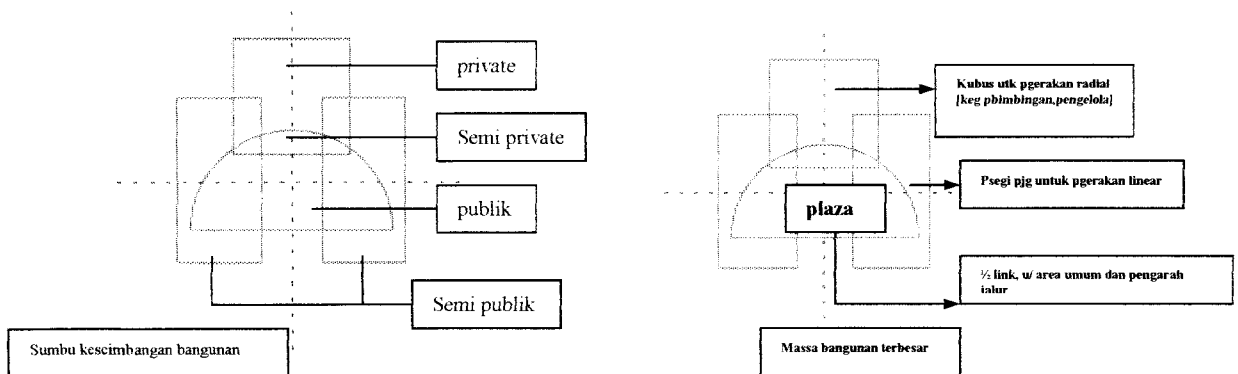 private
Semi private
publik
Semi publik
Sumbu keseimbangan bangunan
Kubus utk pgerakan radial
[keg pbimbingan,pengelola]
Psegi pjg untuk pgerakan linear
plaza
½ link, u/ area umum dan pengarah
jalur
Massa bangunan terbesar